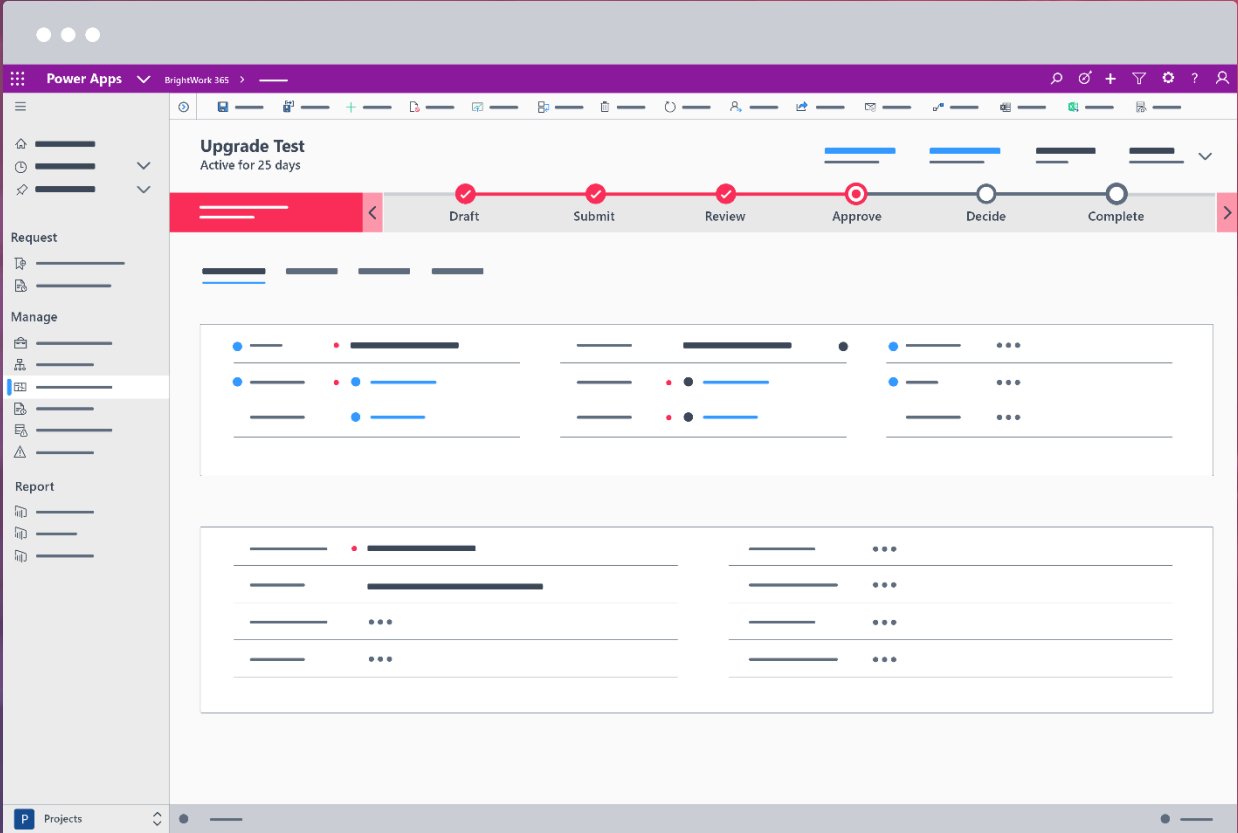 Power Apps
BrightWork 365
?
Upgrade Test
Active for 25 days
Draft
Submit
Review
Approve
Decide
Complete
Request
Manage
Report
P
Projects